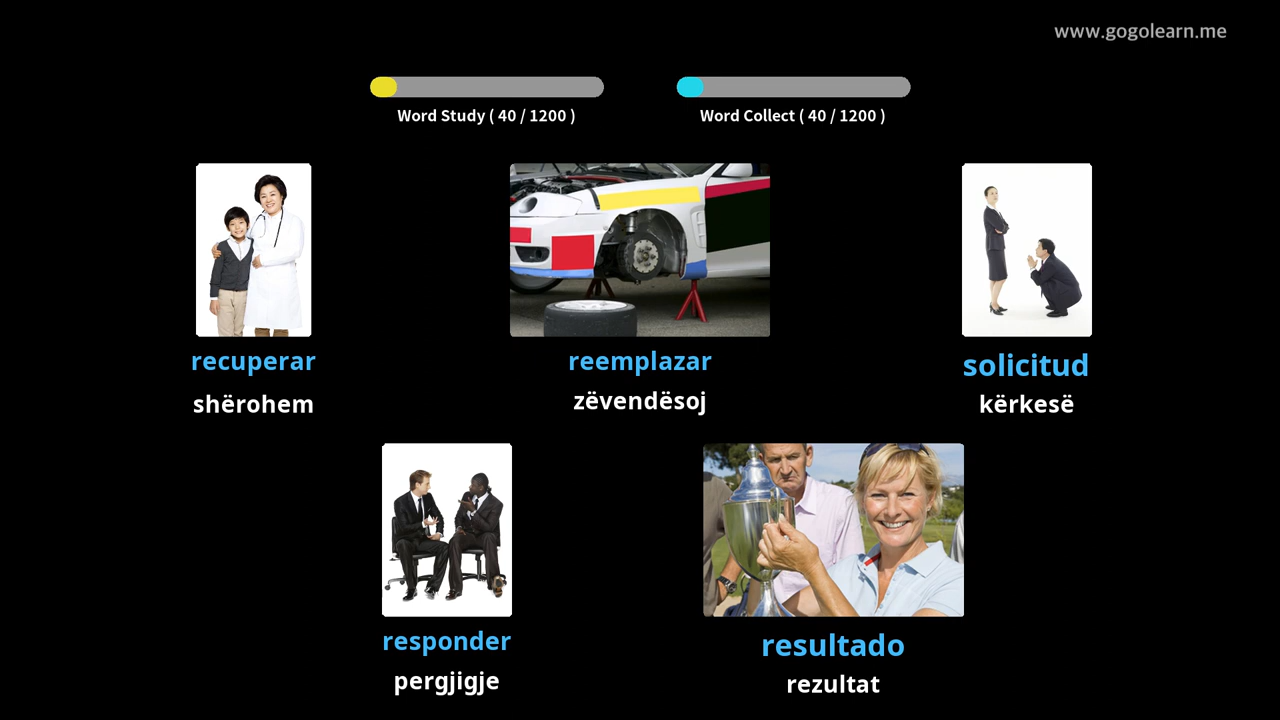 www.gogolearn.me
Word Study ( 40 / 1200 )
Word Collect ( 40 / 1200 )
recuperar
shërohem
reemplazar
zëvendësoj
solicitud
kërkesë
responder
pergjigje
resultado
rezultat